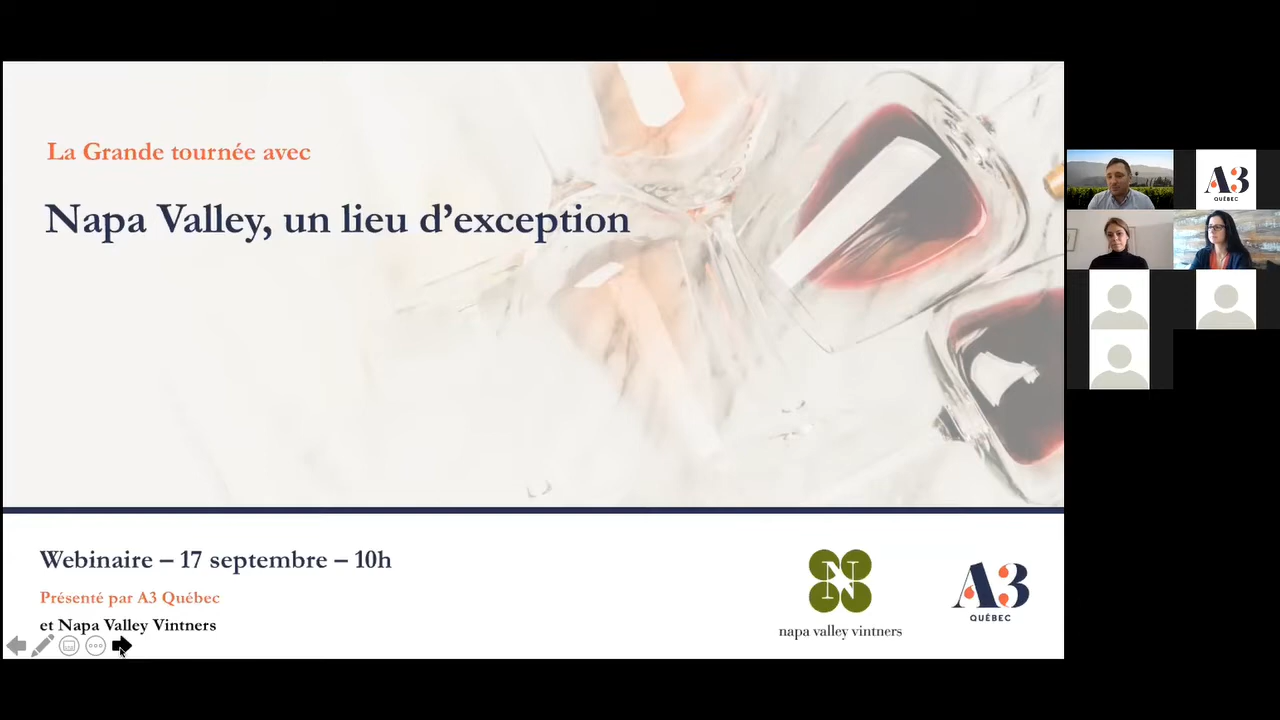 La Grande tournée avec
Napa Valley, un lieu d’exception
Webinaire – 17 septembre – 10h
Présenté par A3 Québec
et Napa Valley Vintners
N
napa valley vintners
A3
QUÉBEC
A3
QUÉBEC